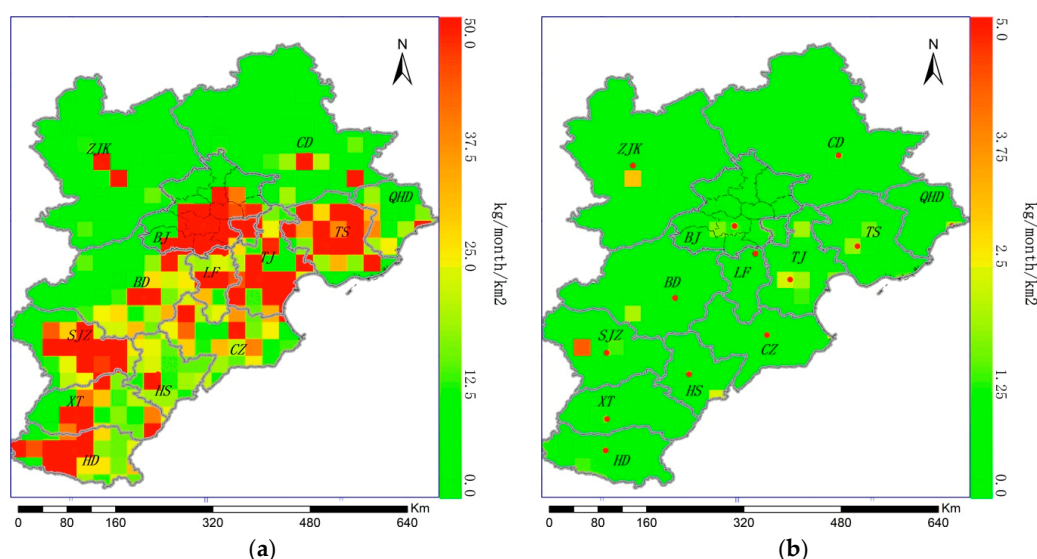 N
50.0
37.5
25.0
12.5
0.0
kg/month/km2
ZJK
CD
QHD
BJ
TS
TJ
LF
BD
SJZ
CZ
HS
XT
HD
0 80 160 320 480 640
Km
(a)
N
5.0
3.75
2.5
1.25
0.0
kg/month/km2
ZJK
CD
QHD
BJ
TS
TJ
LF
BD
SJZ
CZ
HS
XT
HD
0 80 160 320 480 640
Km
(b)